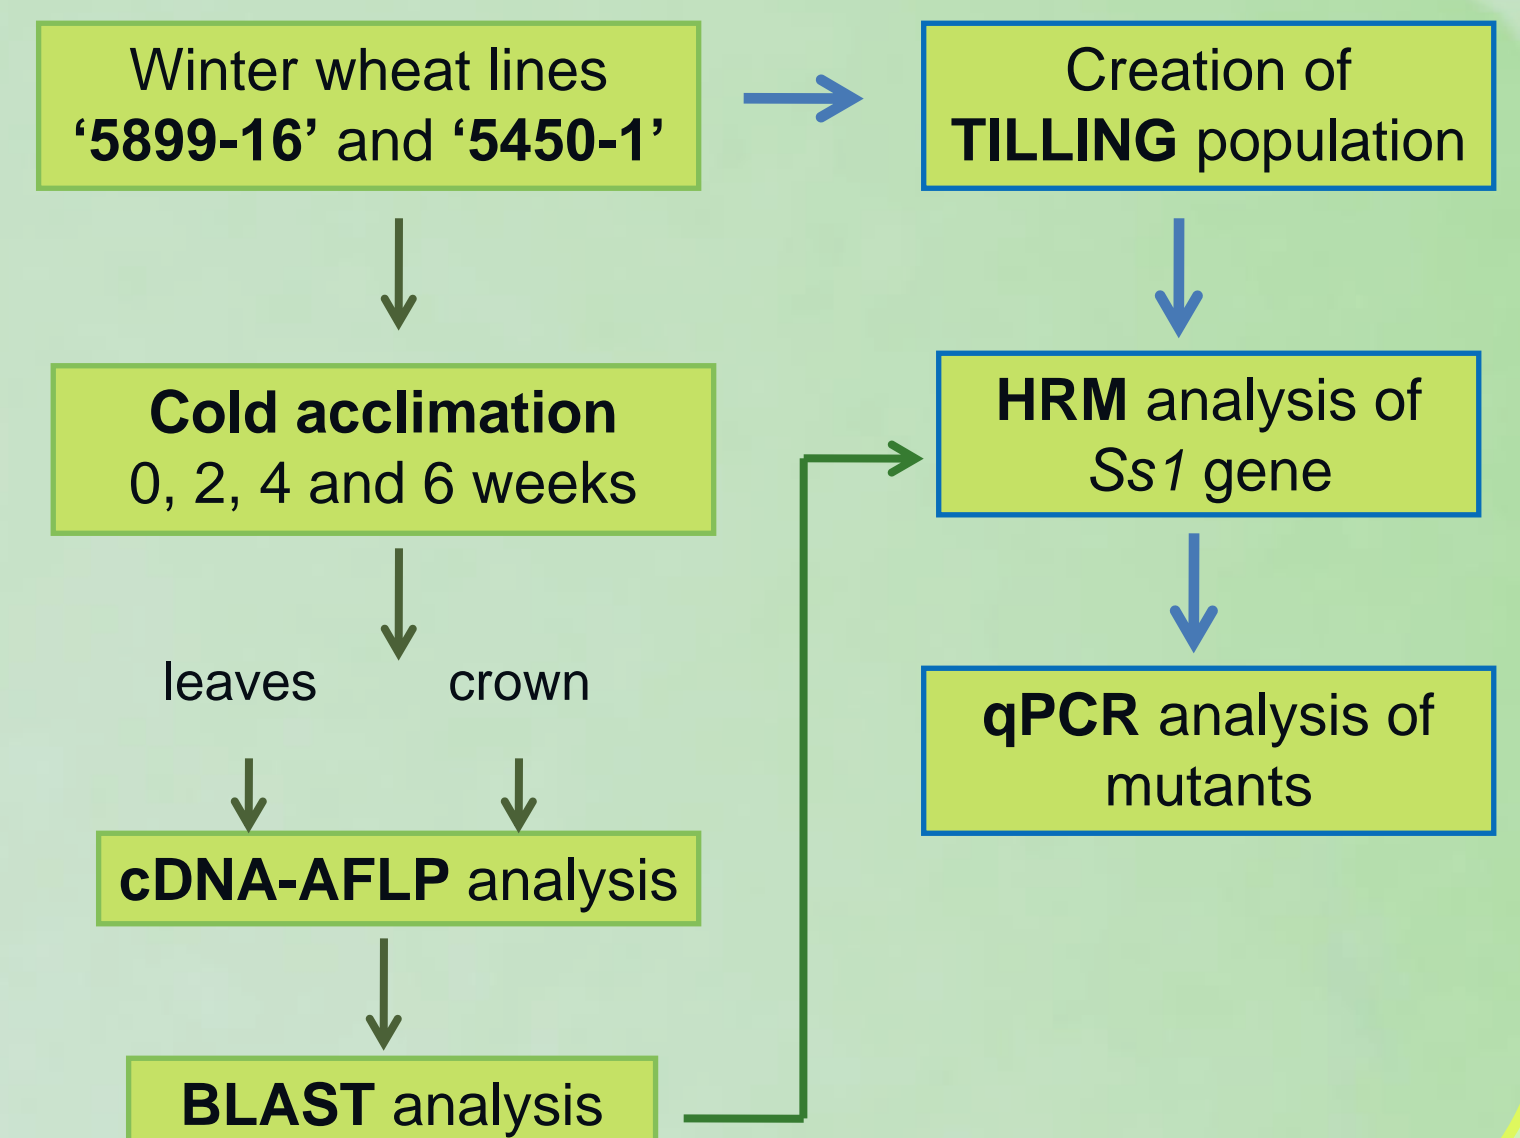 Winter wheat lines
‘5899-16’ and ‘5450-1’
Creation of
TILLING population
Cold acclimation
0, 2, 4 and 6 weeks
HRM analysis of
Ss1 gene
leaves crown
qPCR analysis of
mutants
cDNA-AFLP analysis
BLAST analysis